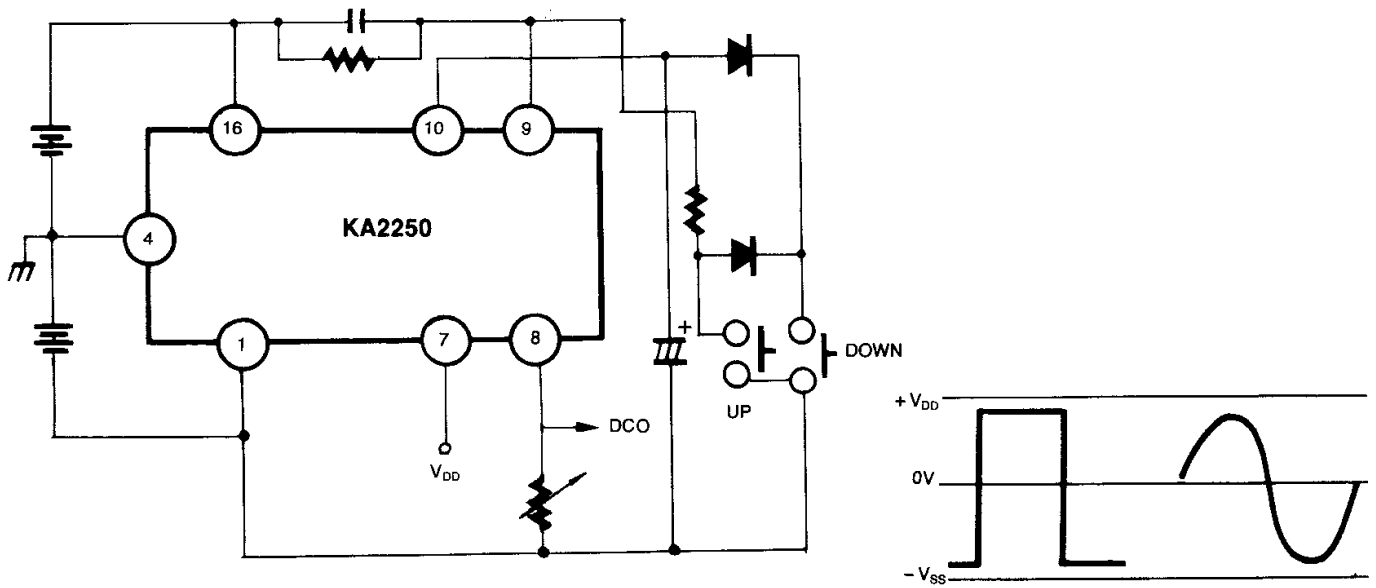 16
10
9
4
KA2250
1
7
8
+
DOWN
UP
DCO
V_DD
+ V_DD
0V
- V_SS